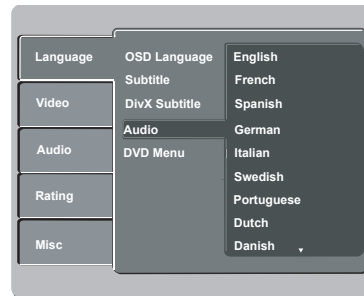 Language
Video
Audio
Rating
Misc
OSD Language
Subtitle
DivX Subtitle
Audio
DVD Menu
English
French
Spanish
German
Italian
Swedish
Portuguese
Dutch
Danish